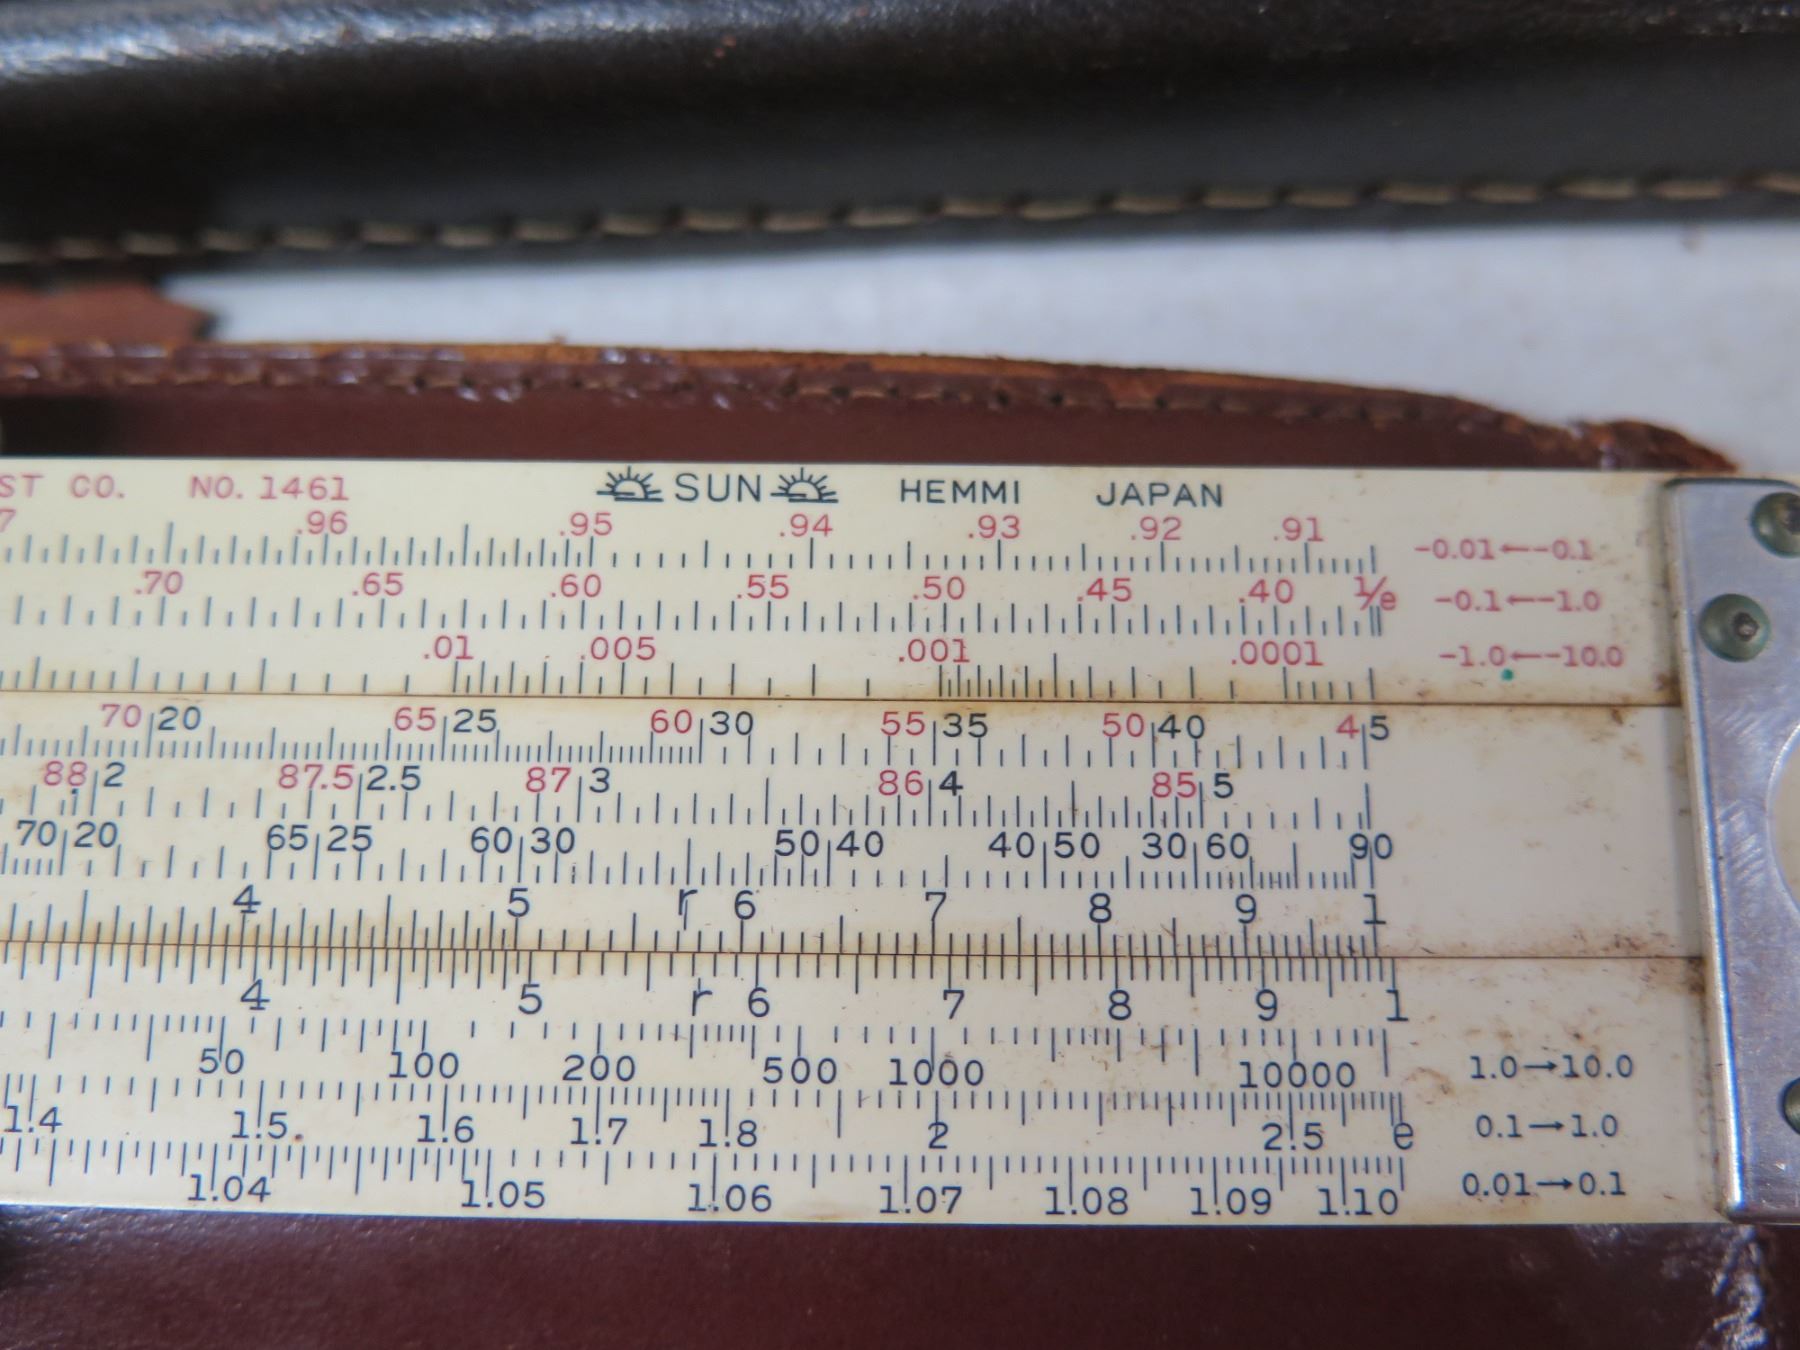 ST CO. NO. 1461 SUN HEMMI JAPAN
7 .96 .95 .94 .93 .92 .91 -0.01←-0.1
.70 .65 .60 .55 .50 .45 .40 1/e -0.1←-1.0
.01 .005 .001 .0001 -1.0←-10.0
70 20 65 25 60 30 55 35 50 40 45
88 2 87.5 2.5 87 3 86 4 85 5
70 20 65 25 60 30 50 40 40 50 30 60 90
4 5 r 6 7 8 9 1
4 5 r 6 7 8 9 1
50 100 200 500 1000 10000 1.0→10.0
1.4 1.5 1.6 1.7 1.8 2 2.5 e 0.1→1.0
1.04 1.05 1.06 1.07 1.08 1.09 1.10 0.01→0.1